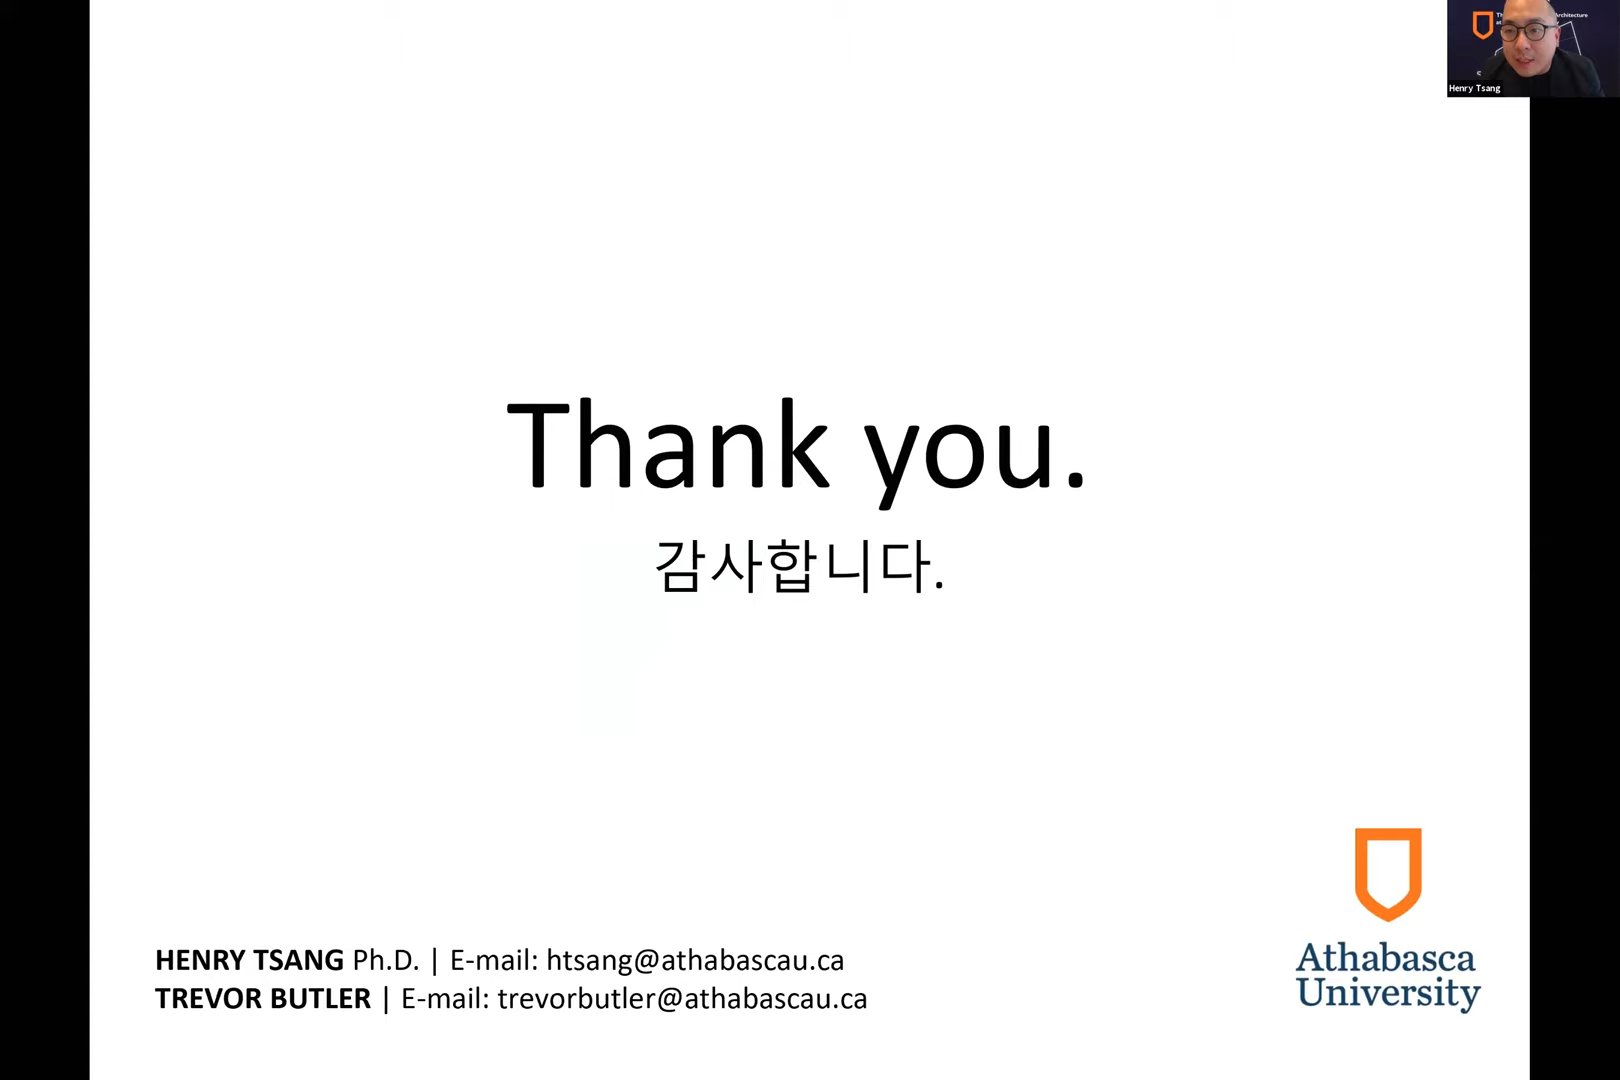 Architecture
Henry Tsang
Thank you.
감사합니다.
HENRY TSANG Ph.D. | E-mail: htsang@athabascau.ca
TREVOR BUTLER | E-mail: trevorbutler@athabascau.ca
Athabasca
University